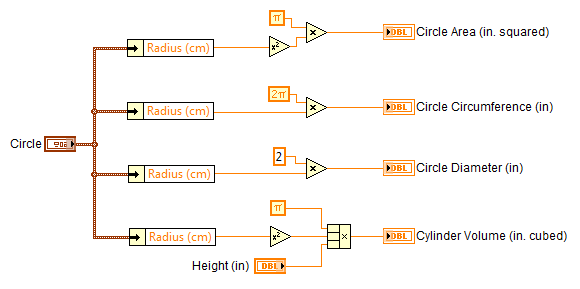 π
Radius (cm) x² × DBL Circle Area (in. squared)
2π
Radius (cm) × DBL Circle Circumference (in)
Circle
2
Radius (cm) × DBL Circle Diameter (in)
π
Radius (cm) x² × DBL Cylinder Volume (in. cubed)
Height (in) DBL